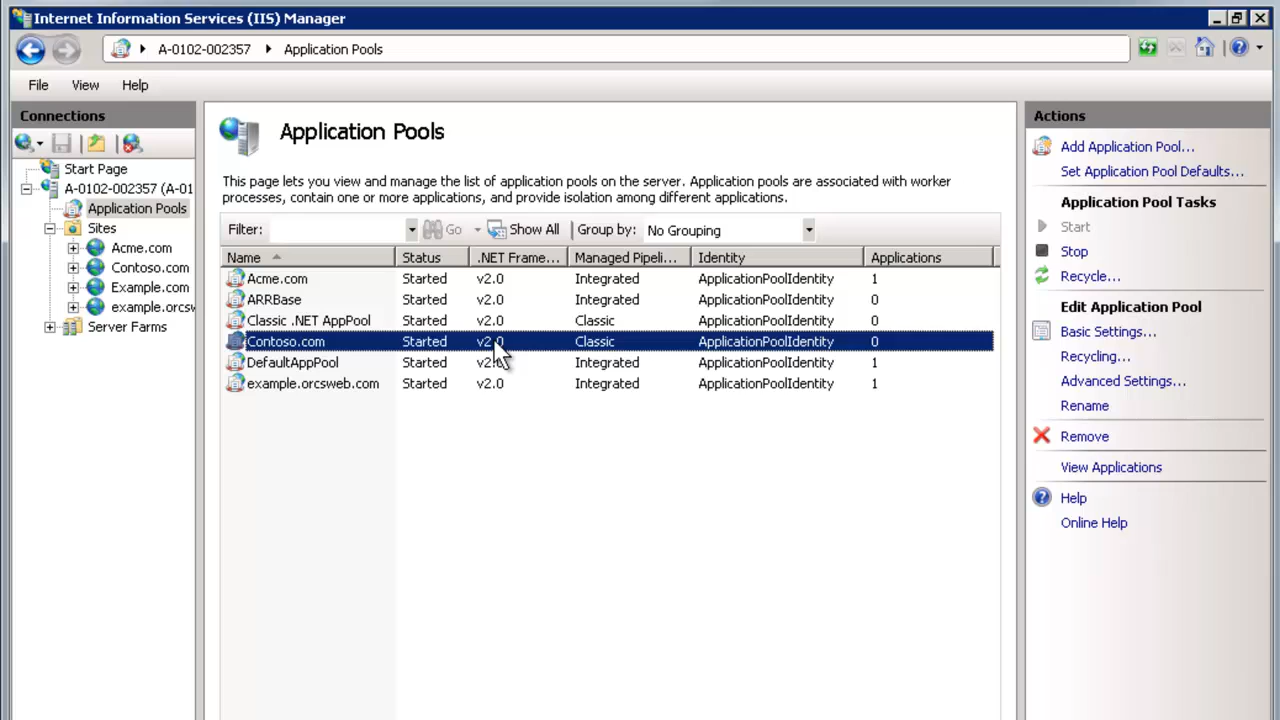 Internet Information Services (IIS) Manager
A-0102-002357 Application Pools
File View Help
Connections
Start Page
A-0102-002357 (A-01
Application Pools
Sites
Acme.com
Contoso.com
Example.com
example.orcsw
Server Farms
Application Pools
This page lets you view and manage the list of application pools on the server. Application pools are associated with worker
processes, contain one or more applications, and provide isolation among different applications.
Filter: Go Show All Group by: No Grouping
Name Status .NET Frame... Managed Pipeli... Identity Applications
Acme.com Started v2.0 Integrated ApplicationPoolIdentity 1
ARRBase Started v2.0 Integrated ApplicationPoolIdentity 0
Classic .NET AppPool Started v2.0 Classic ApplicationPoolIdentity 0
Contoso.com Started v2.0 Classic ApplicationPoolIdentity 0
DefaultAppPool Started v2.0 Integrated ApplicationPoolIdentity 1
example.orcsweb.com Started v2.0 Integrated ApplicationPoolIdentity 1
Actions
Add Application Pool...
Set Application Pool Defaults...
Application Pool Tasks
Start
Stop
Recycle...
Edit Application Pool
Basic Settings...
Recycling...
Advanced Settings...
Rename
Remove
View Applications
Help
Online Help